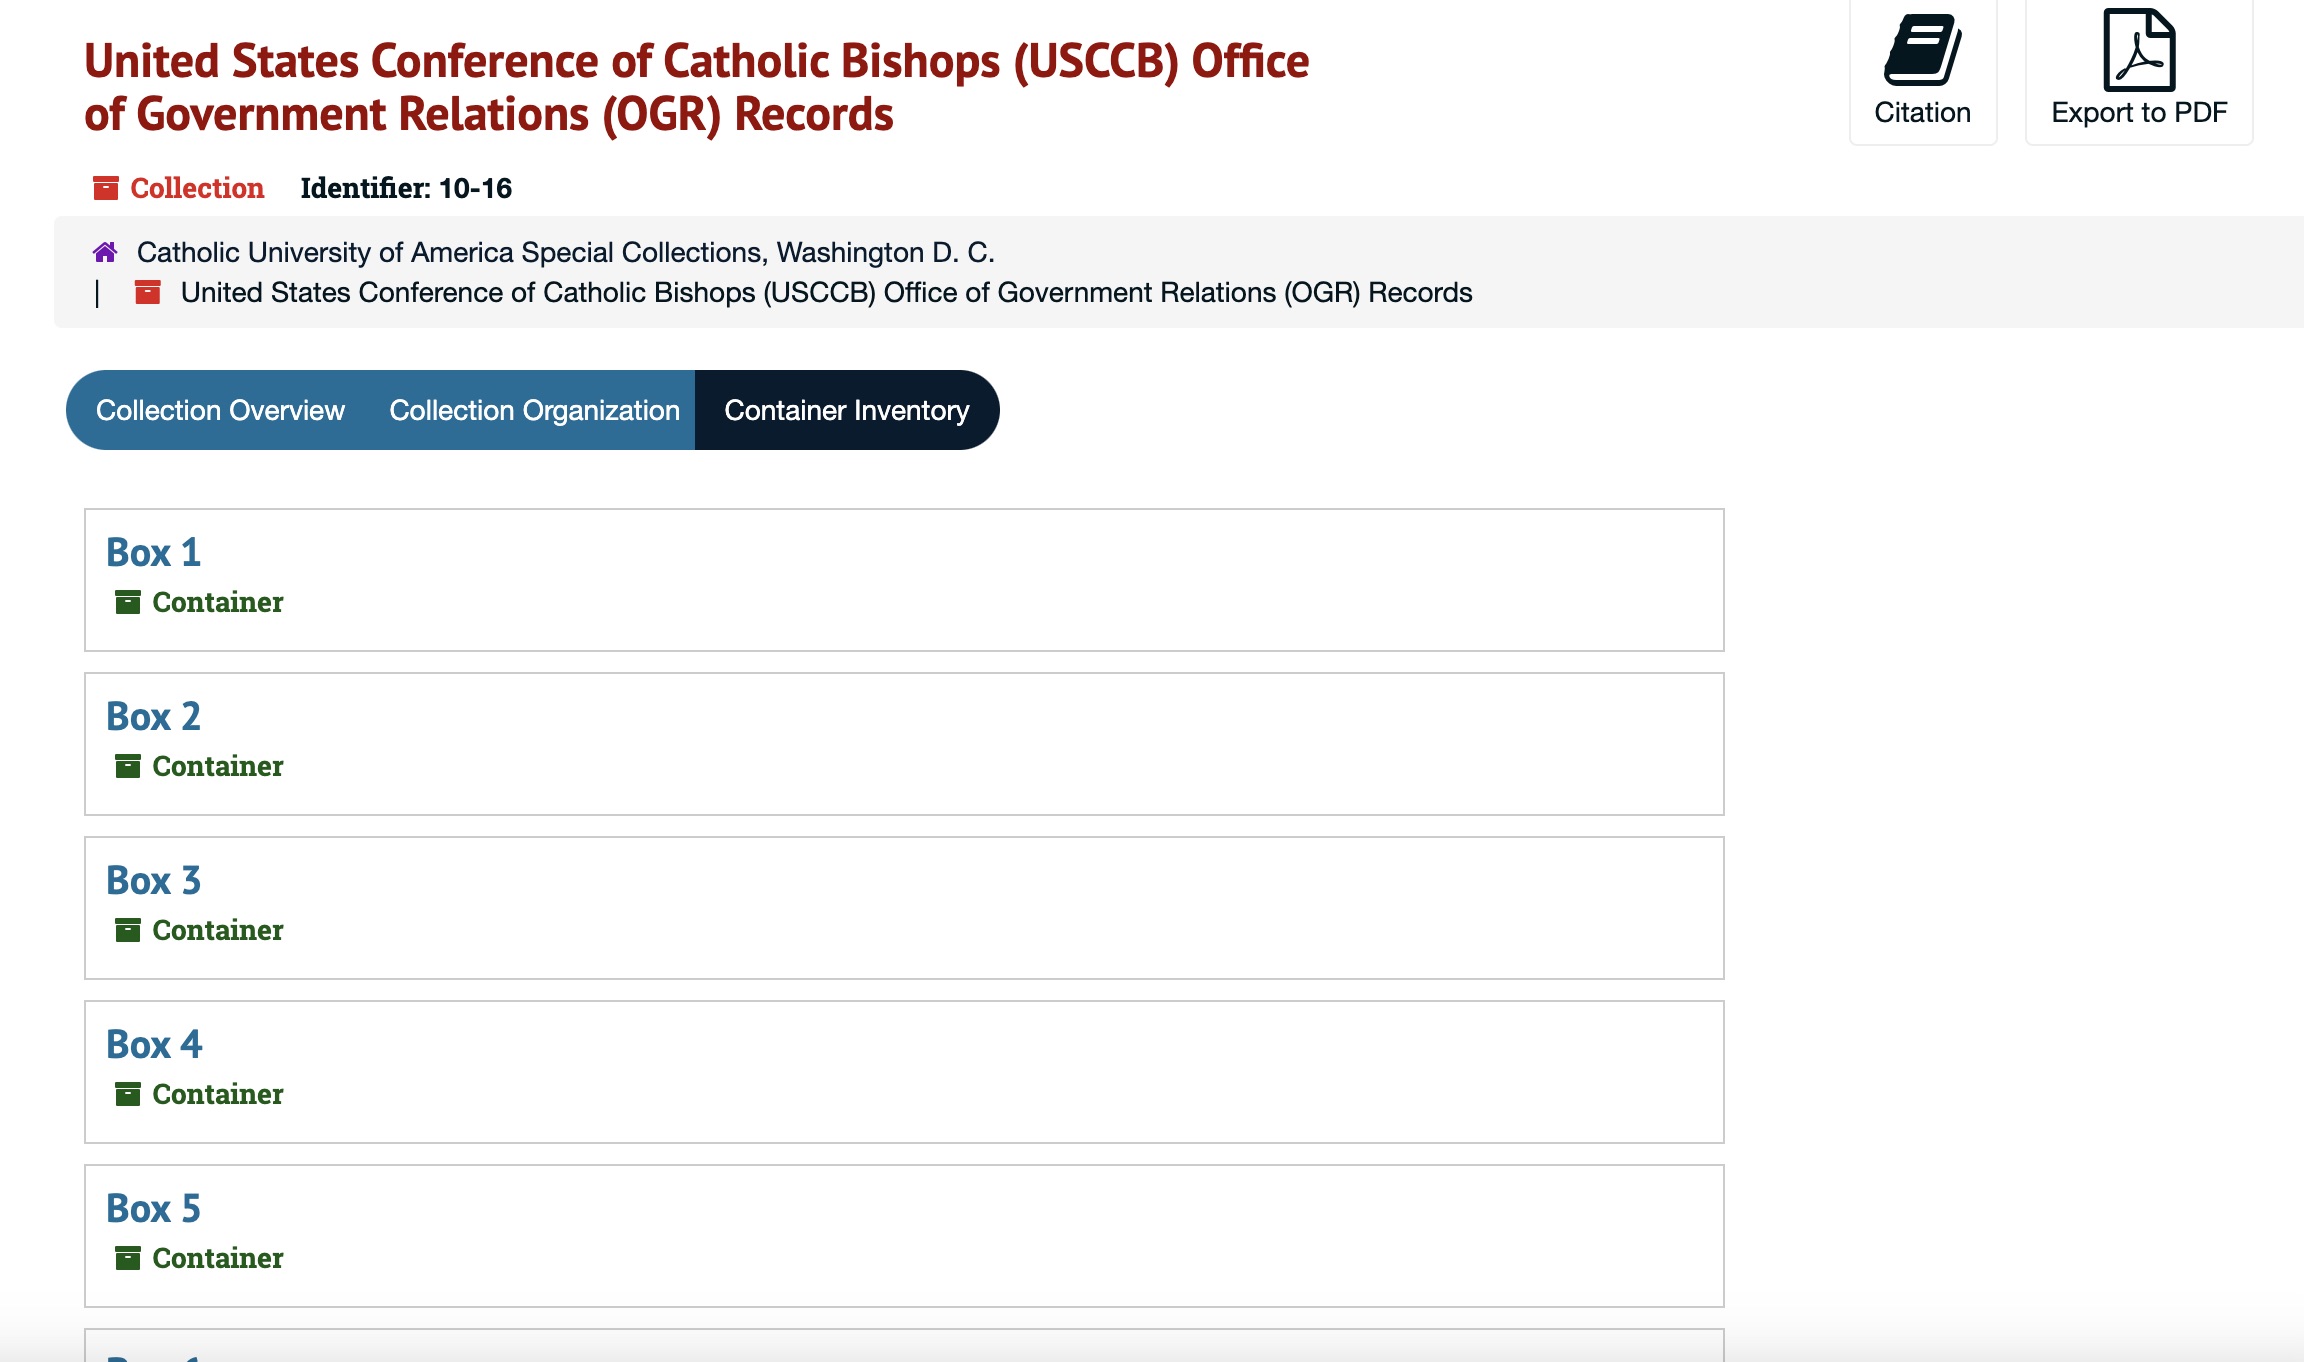 United States Conference of Catholic Bishops (USCCB) Office
of Government Relations (OGR) Records
Citation
Export to PDF
Collection Identifier: 10-16
Catholic University of America Special Collections, Washington D. C.
| United States Conference of Catholic Bishops (USCCB) Office of Government Relations (OGR) Records
Collection Overview Collection Organization Container Inventory
Box 1
Container
Box 2
Container
Box 3
Container
Box 4
Container
Box 5
Container